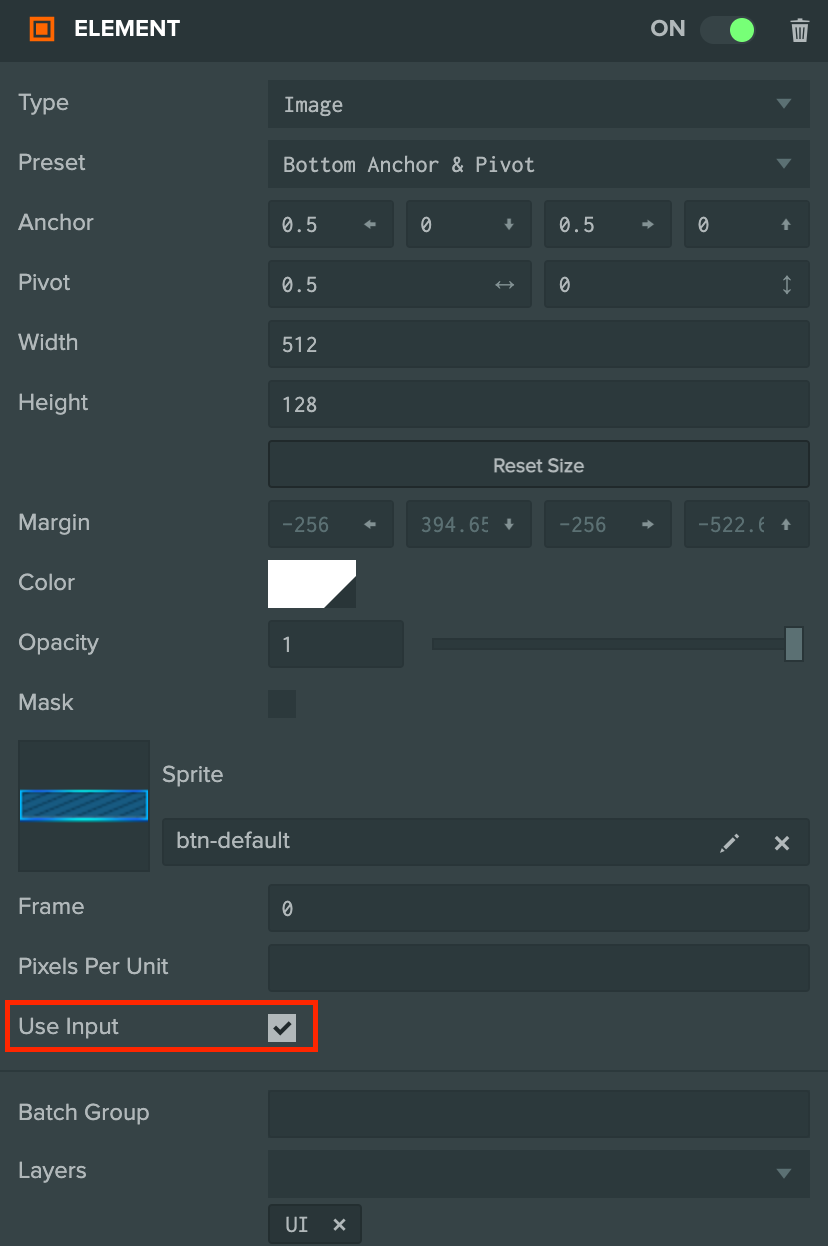 ELEMENT ON
Type Image
Preset Bottom Anchor & Pivot
Anchor 0.5 0 0.5 0
Pivot 0.5 0
Width 512
Height 128
Reset Size
Margin -256 394.65 -256 -522.6
Color
Opacity 1
Mask
Sprite
btn-default
Frame 0
Pixels Per Unit
Use Input
Batch Group
Layers
UI